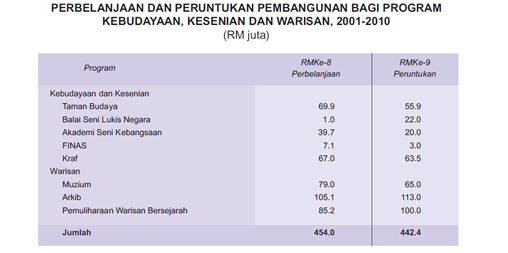 PERBELANJAAN DAN PERUNTUKAN PEMBANGUNAN BAGI PROGRAM
KEBUDAYAAN, KESENIAN DAN WARISAN, 2001-2010
(RM juta)
Program RMKe-8 Perbelanjaan RMKe-9 Peruntukan
Kebudayaan dan Kesenian
Taman Budaya 69.9 55.9
Balai Seni Lukis Negara 1.0 22.0
Akademi Seni Kebangsaan 39.7 20.0
FINAS 7.1 3.0
Kraf 67.0 63.5
Warisan
Muzium 79.0 65.0
Arkib 105.1 113.0
Pemuliharaan Warisan Bersejarah 85.2 100.0
Jumlah 454.0 442.4